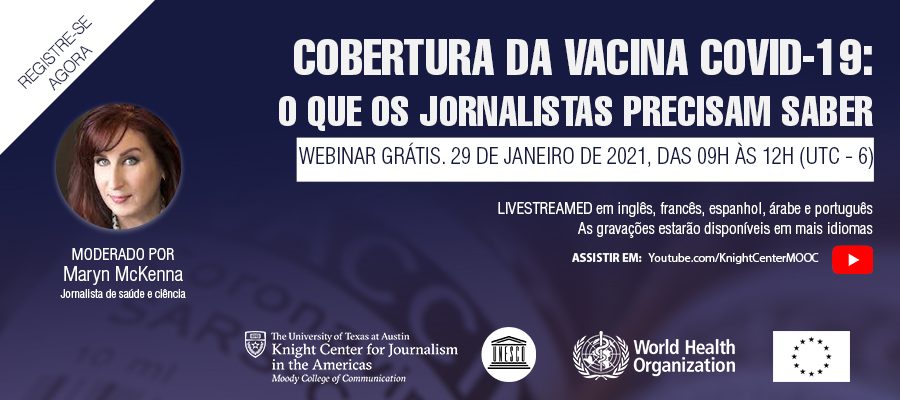 REGISTRE-SE
AGORA
COBERTURA DA VACINA COVID-19:
O QUE OS JORNALISTAS PRECISAM SABER
WEBINAR GRÁTIS. 29 DE JANEIRO DE 2021, DAS 09H ÀS 12H (UTC - 6)
LIVESTREAMED em inglês, francês, espanhol, árabe e português
As gravações estarão disponíveis em mais idiomas
ASSISTIR EM: Youtube.com/KnightCenterMOOC
MODERADO POR
Maryn McKenna
Jornalista de saúde e ciência
The University of Texas at Austin
Knight Center for Journalism
in the Americas
Moody College of Communication
UNESCO
World Health
Organization